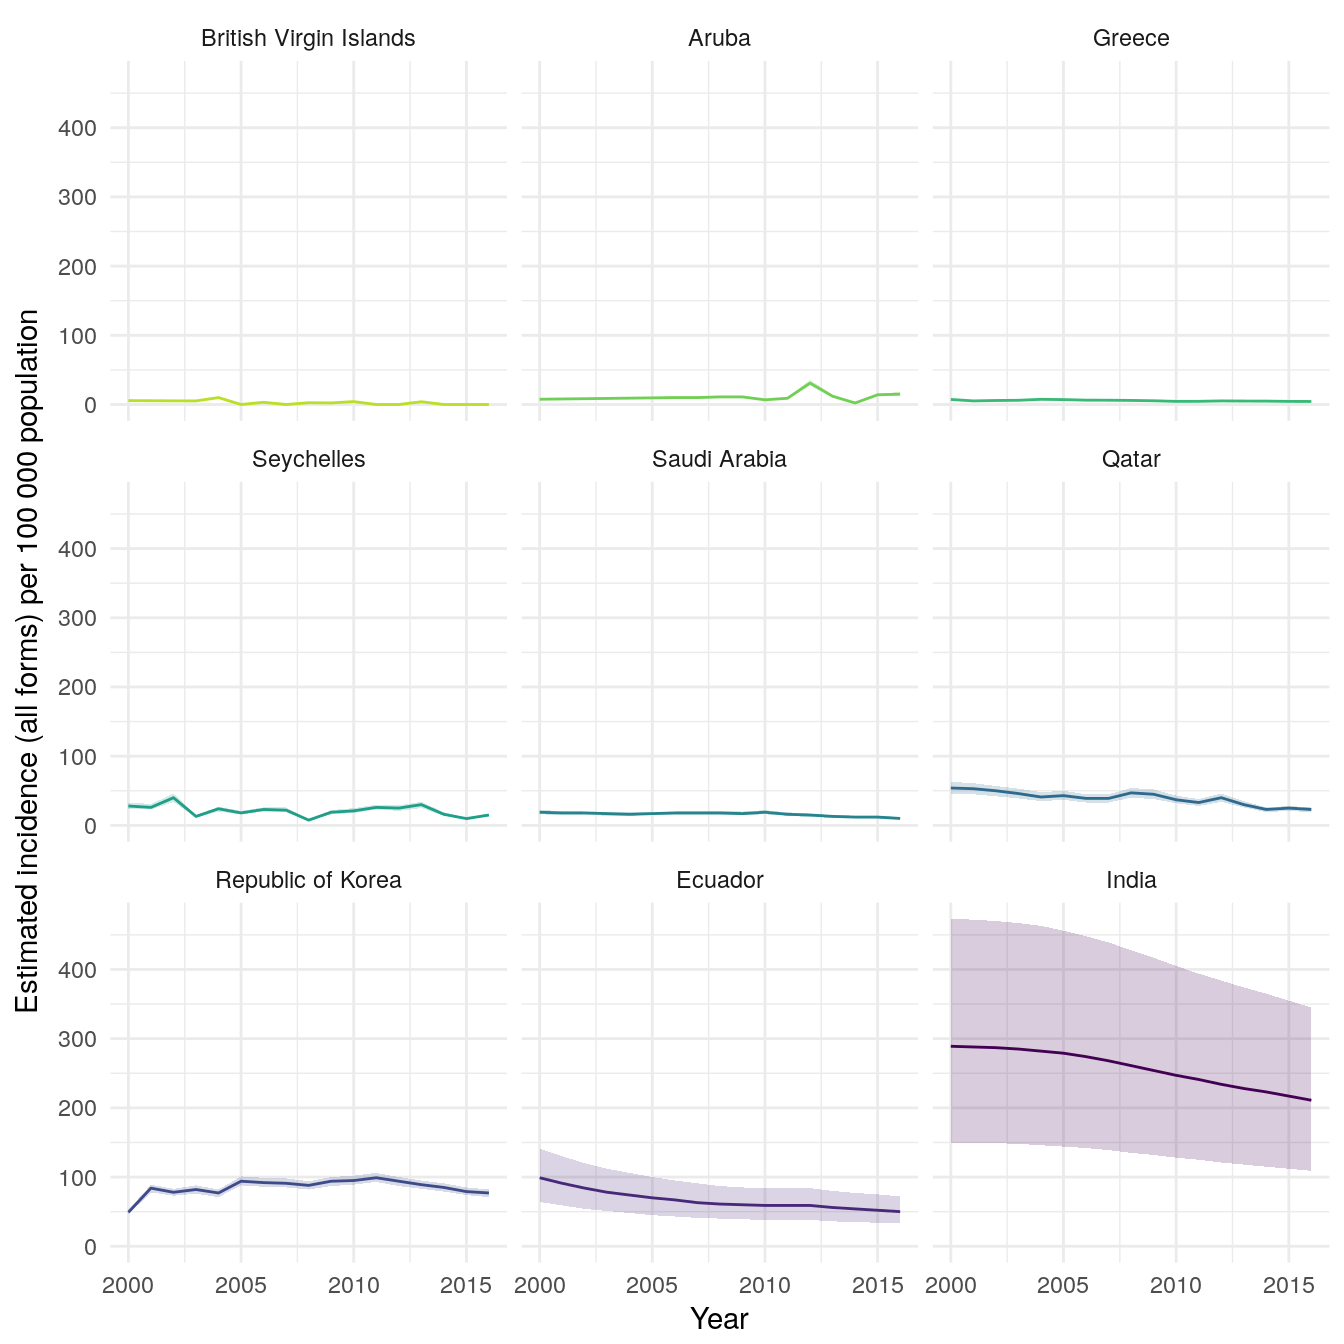 British Virgin Islands
Aruba
Greece
400
300
200
100
0
Seychelles
Saudi Arabia
Qatar
400
300
200
100
0
Republic of Korea
Ecuador
India
400
300
200
100
0
2000 2005 2010 2015
2000 2005 2010 2015
2000 2005 2010 2015
Year
Estimated incidence (all forms) per 100 000 population